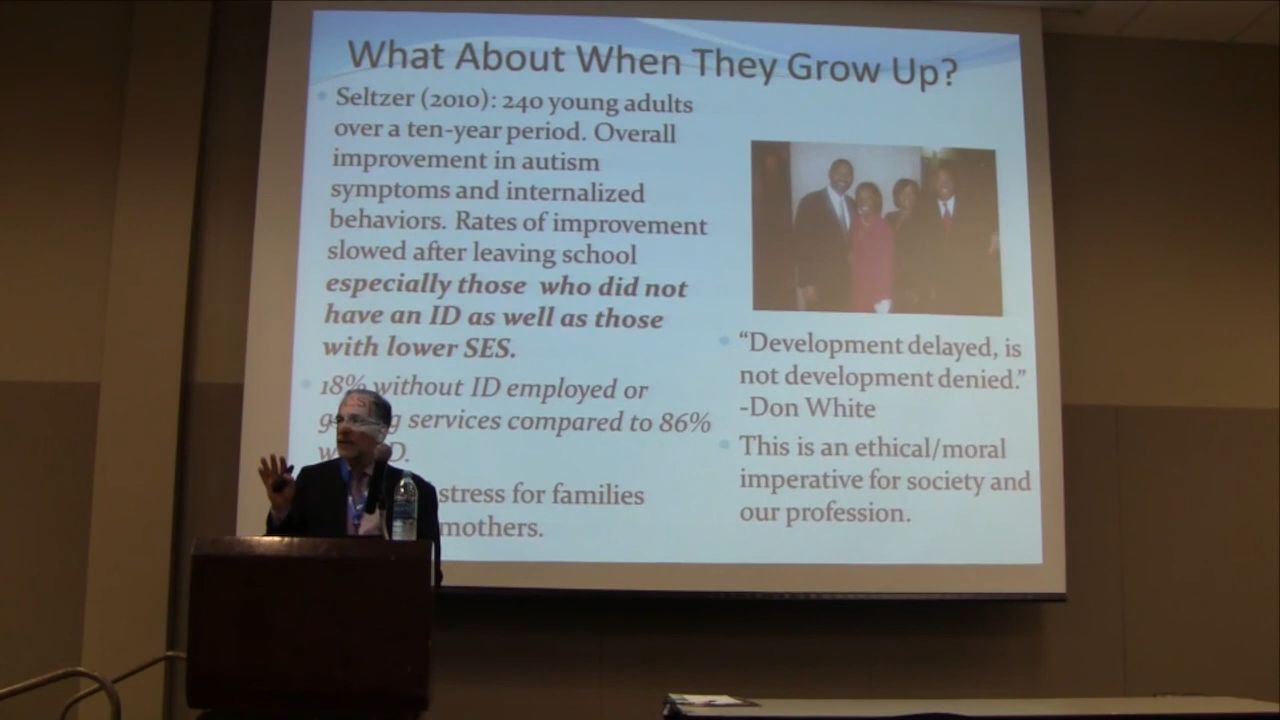 What About When They Grow Up?
Seltzer (2010): 240 young adults
over a ten-year period. Overall
improvement in autism
symptoms and internalized
behaviors. Rates of improvement
slowed after leaving school
especially those who did not
have an ID as well as those
with lower SES.
18% without ID employed or
services compared to 86%
stress for families
mothers.
"Development delayed, is
not development denied."
-Don White
This is an ethical/moral
imperative for society and
our profession.